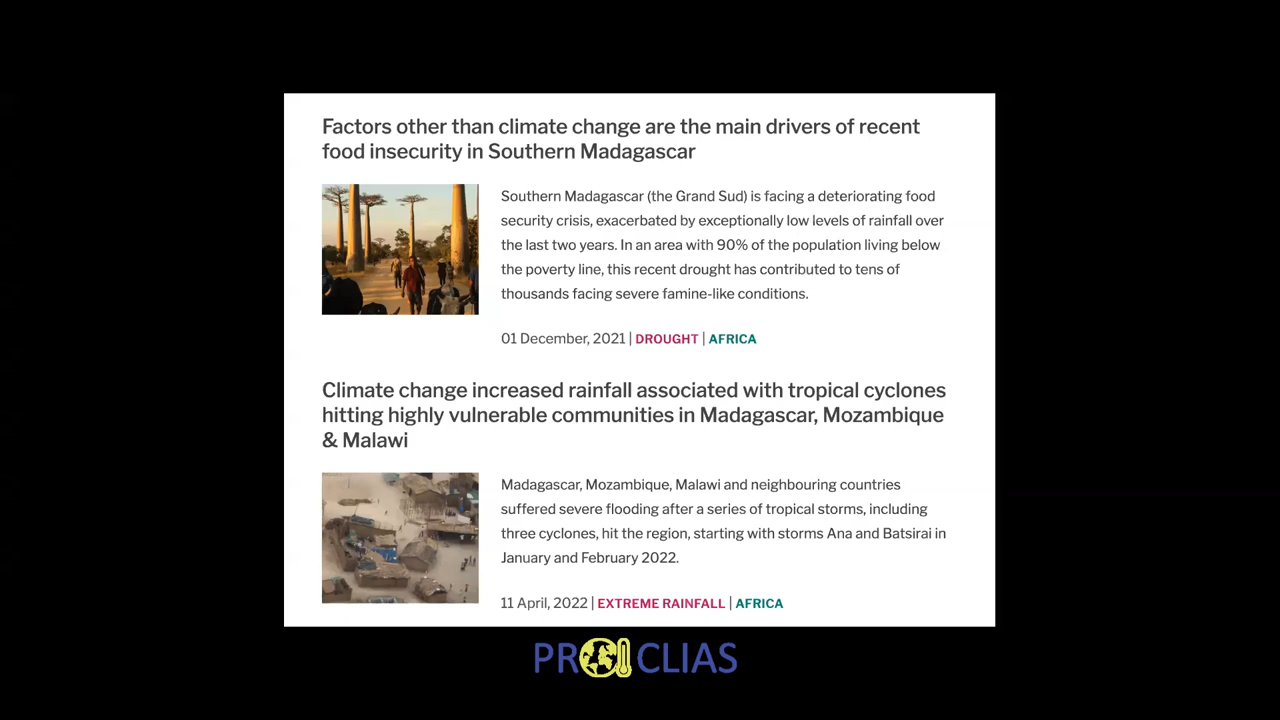 Factors other than climate change are the main drivers of recent
food insecurity in Southern Madagascar
Southern Madagascar (the Grand Sud) is facing a deteriorating food
security crisis, exacerbated by exceptionally low levels of rainfall over
the last two years. In an area with 90% of the population living below
the poverty line, this recent drought has contributed to tens of
thousands facing severe famine-like conditions.
01 December, 2021 | DROUGHT | AFRICA
Climate change increased rainfall associated with tropical cyclones
hitting highly vulnerable communities in Madagascar, Mozambique
& Malawi
Madagascar, Mozambique, Malawi and neighbouring countries
suffered severe flooding after a series of tropical storms, including
three cyclones, hit the region, starting with storms Ana and Batsirai in
January and February 2022.
11 April, 2022 | EXTREME RAINFALL | AFRICA
PROCLIAS